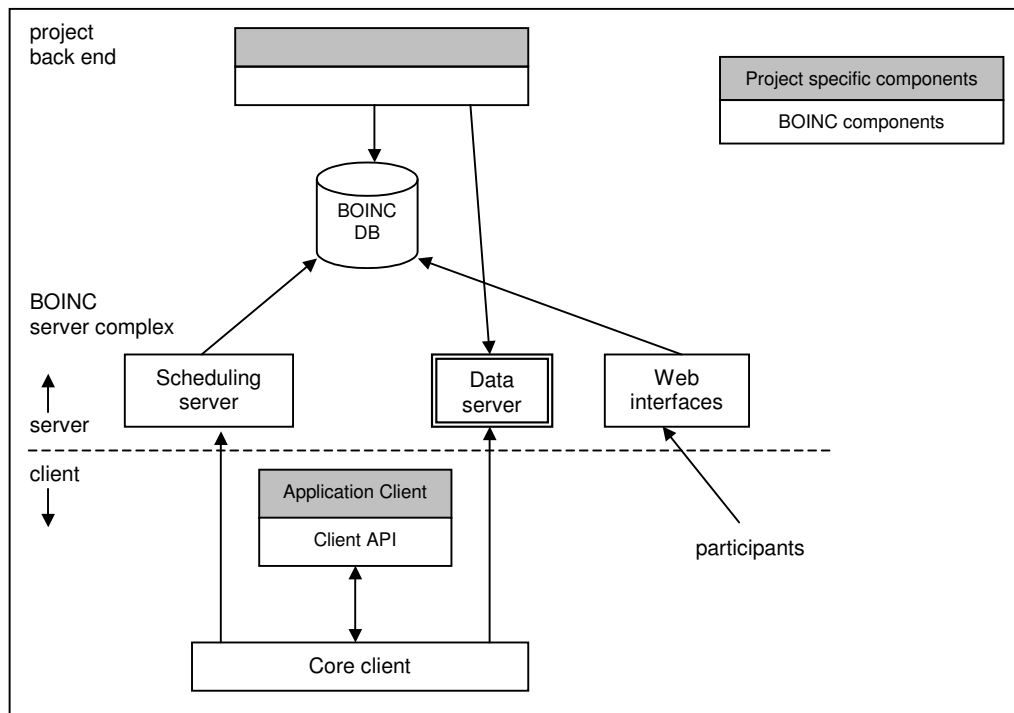 project
back end
Project specific components
BOINC components
BOINC
DB
BOINC
server complex
Scheduling
server
Data
server
Web
interfaces
server
client
Application Client
Client API
participants
Core client